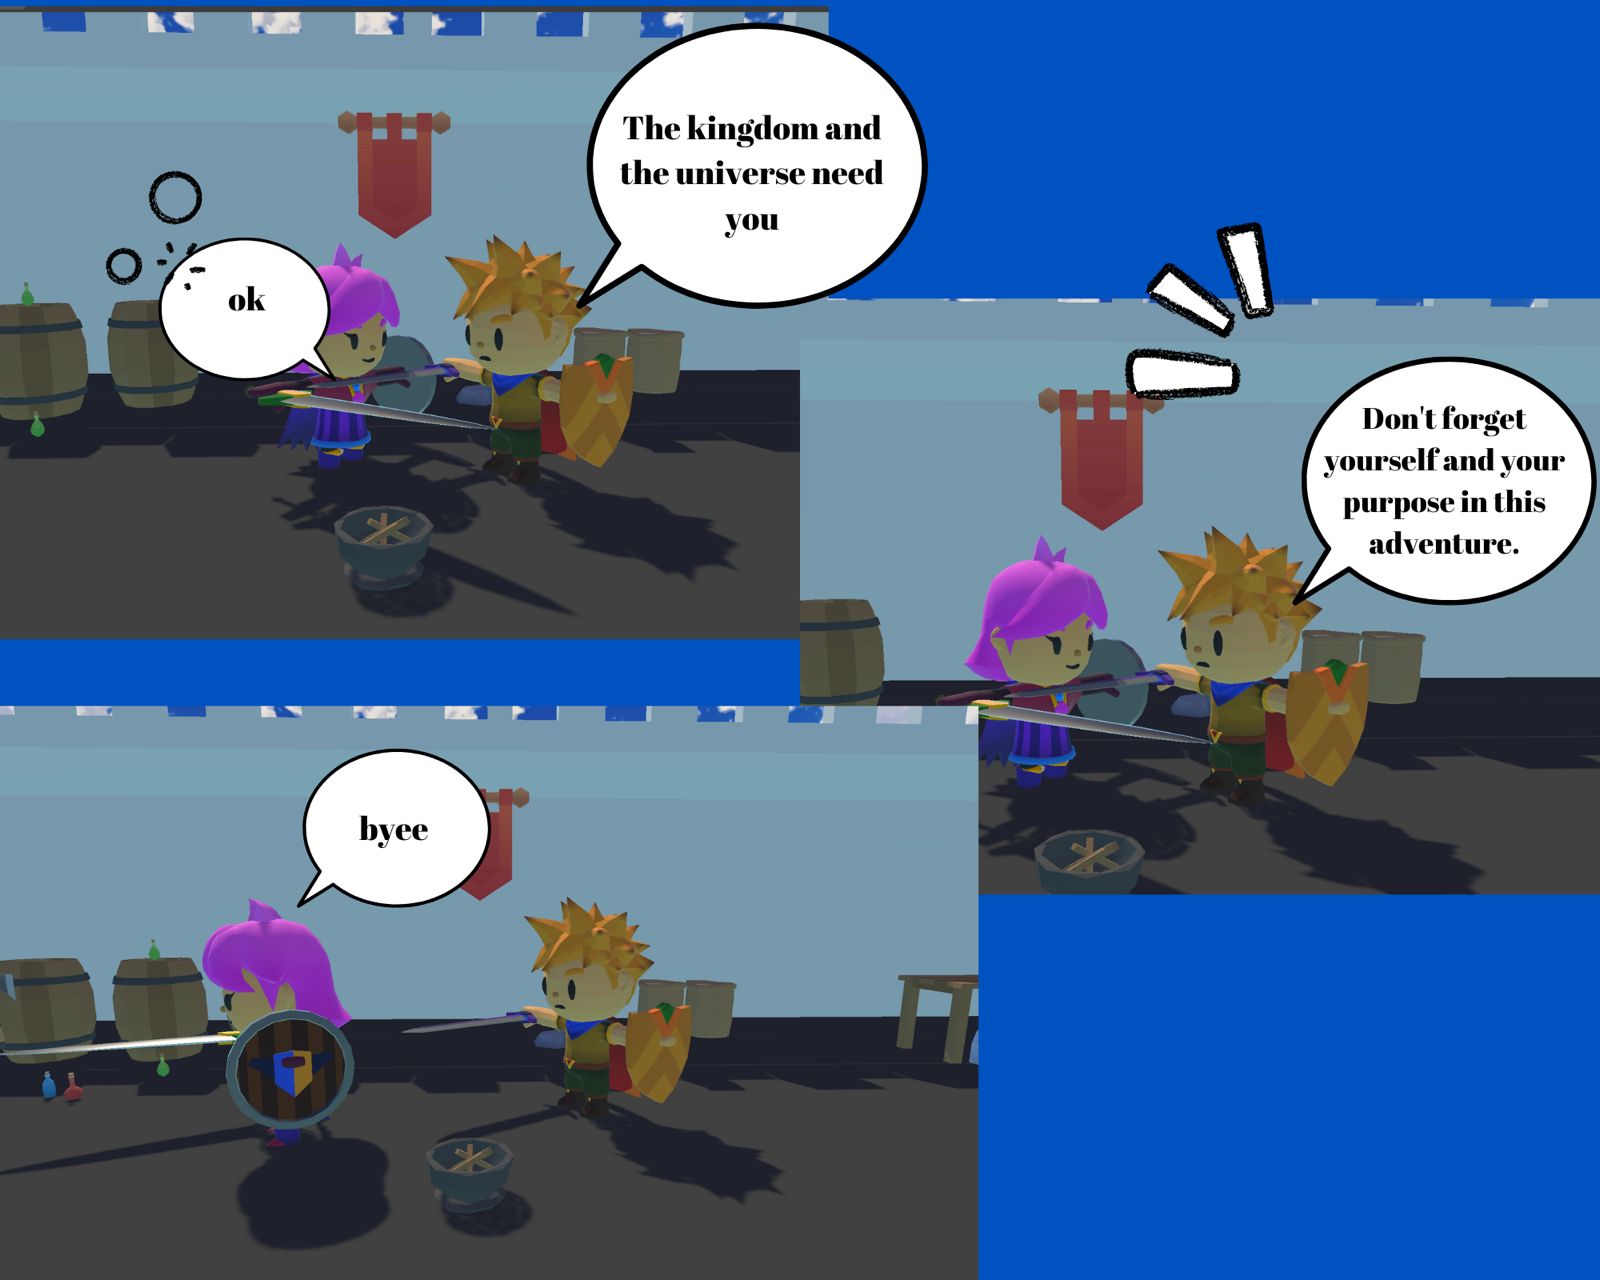 The kingdom and
the universe need
you
ok
Don't forget
yourself and your
purpose in this
adventure.
byee